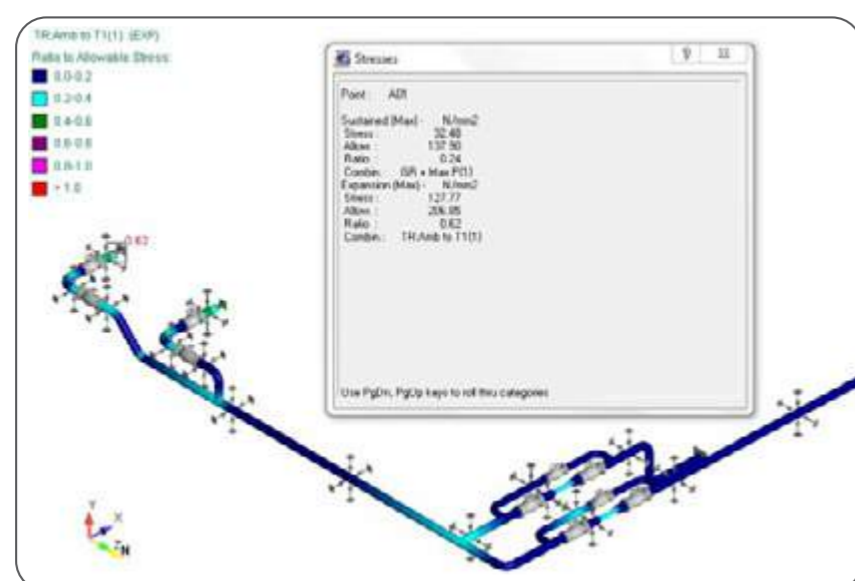 TR:Amb to T1(1) (EXP)
Ratio to Allowable Stress:
0.0-0.2
0.2-0.4
0.4-0.6
0.6-0.8
0.8-1.0
> 1.0
0.62
Stresses
Point : A01
Sustained (Max) - N/mm2
Stress : 32.48
Allow. : 137.90
Ratio : 0.24
Combin. : GR + Max P(1)
Expansion (Max) - N/mm2
Stress : 127.77
Allow. : 206.85
Ratio : 0.62
Combin. : TR:Amb to T1(1)
Use PgDn, PgUp keys to roll thru categories
Y
X
Z